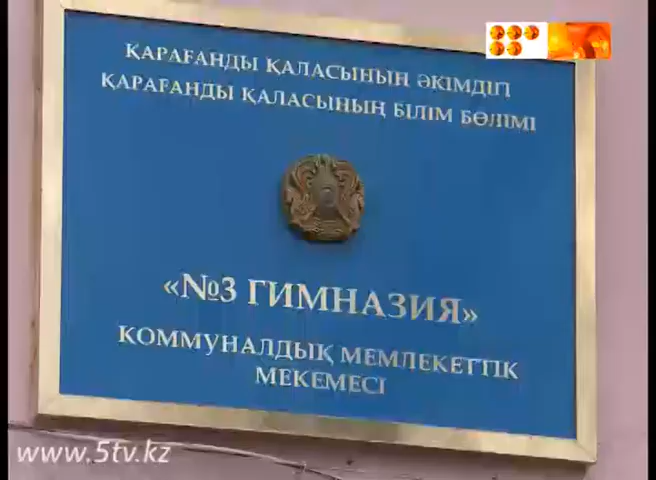 ҚАРАҒАНДЫ ҚАЛАСЫНЫҢ ӘКІМДІГІ
ҚАРАҒАНДЫ ҚАЛАСЫНЫҢ БІЛІМ БӨЛІМІ
«№3 ГИМНАЗИЯ»
КОММУНАЛДЫҚ МЕМЛЕКЕТТІК
МЕКЕМЕСІ
www.5tv.kz